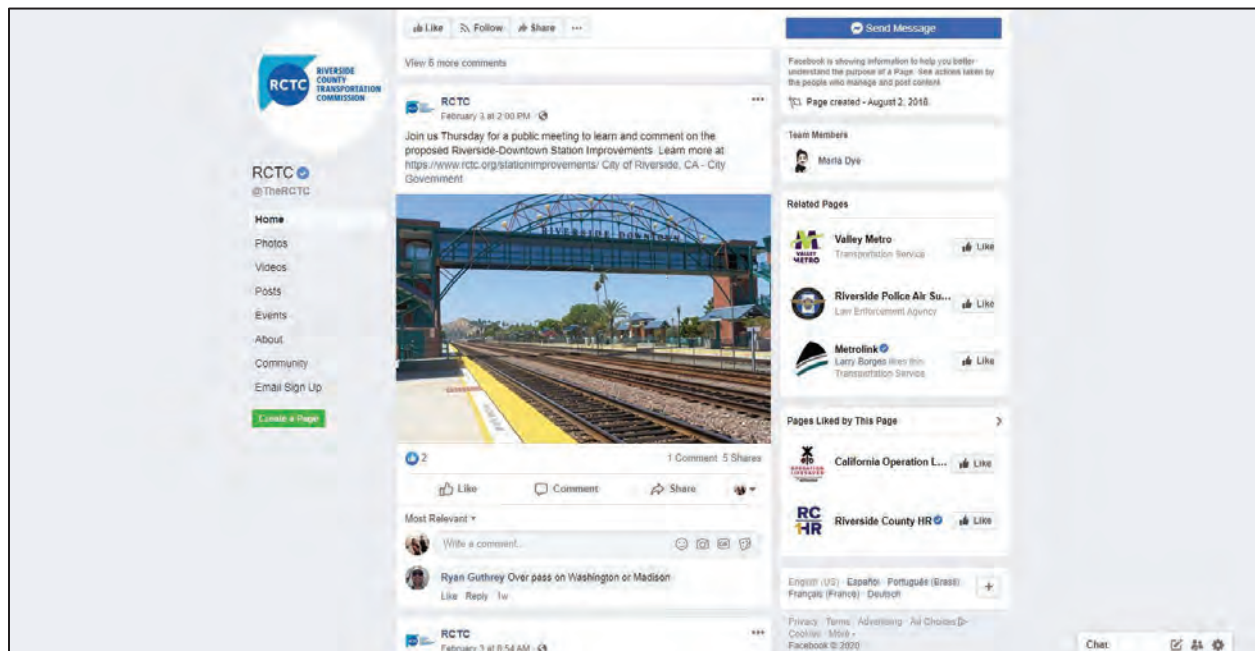 RCTC
RIVERSIDE
COUNTY
TRANSPORTATION
COMMISSION
RCTC
@TheRCTC
Home
Photos
Videos
Posts
Events
About
Community
Email Sign Up
Create a Page
Like Follow Share ...
View 6 more comments
RCTC
February 3 at 2:00 PM ·
Join us Thursday for a public meeting to learn and comment on the
proposed Riverside-Downtown Station Improvements. Learn more at
https://www.rctc.org/stationimprovements/ City of Riverside, CA - City
Government
RIVERSIDE-DOWNTOWN
2
1 Comment 5 Shares
Like Comment Share
Most Relevant
Write a comment...
GIF
Ryan Guthrey Over pass on Washington or Madison
Like · Reply · 1w
RCTC
February 3 at 8:54 AM ·
Send Message
Facebook is showing information to help you better
understand the purpose of a Page. See actions taken by
the people who manage and post content.
Page created - August 2, 2018
Team Members
Marla Dye
Related Pages
VALLEY
METRO
Valley Metro
Transportation Service
Like
Riverside Police Air Su...
Law Enforcement Agency
Like
Metrolink
Larry Borges likes this
Transportation Service
Like
Pages Liked by This Page
OPERATION
LIFESAVER
California Operation L...
Like
RC
HR
Riverside County HR
Like
English (US) · Español · Português (Brasil) ·
Français (France) · Deutsch
+
Privacy · Terms · Advertising · Ad Choices ·
Cookies · More
Facebook © 2020
Chat